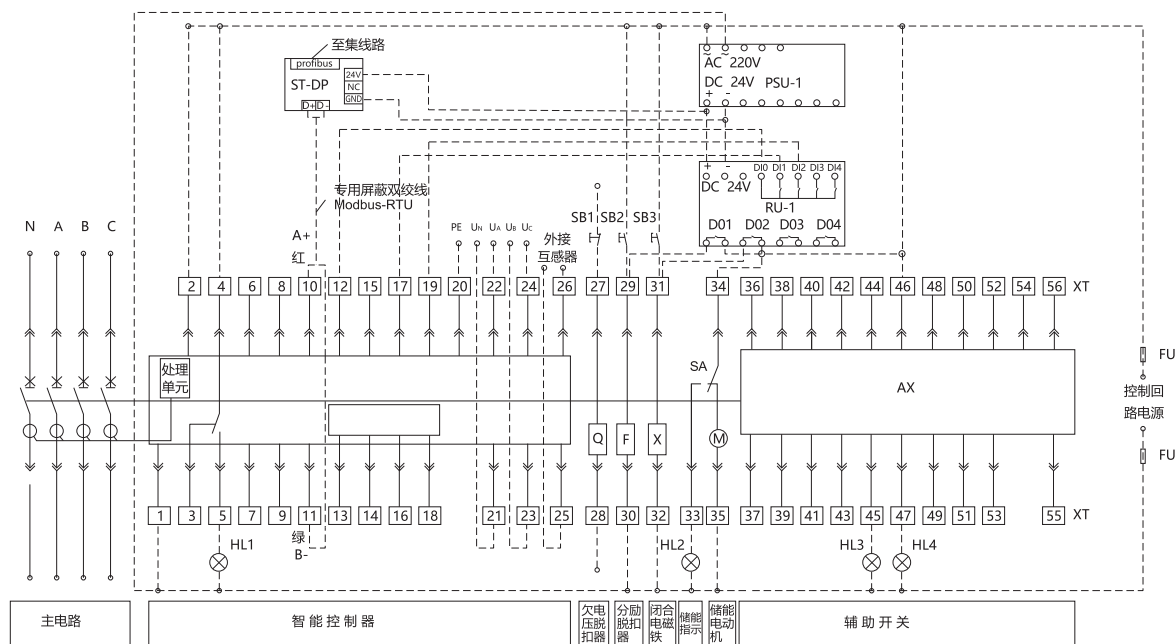 至集线路
profibus
ST-DP
24V
NC
GND
D+ D-
AC 220V
DC 24V PSU-1
+ -
+ -
DI0 DI1 DI2 DI3 DI4
DC 24V
RU-1
D01 D02 D03 D04
专用屏蔽双绞线
Modbus-RTU
N A B C
A+
红
PE UN UA UB UC
外接
互感器
SB1 SB2 SB3
2 4 6 8 10 12 15 17 19 20 22 24 26 27 29 31 34 36 38 40 42 44 46 48 50 52 54 56 XT
处理
单元
SA
AX
FU
控制回
路电源
FU
Q F X M
1 3 5 7 9 11 13 14 16 18 21 23 25 28 30 32 33 35 37 39 41 43 45 47 49 51 53 55 XT
绿
B-
HL1
HL2
HL3
HL4
主电路
智能控制器
欠电
压脱
扣器
分励
脱扣
器
闭合
电磁
铁
储能
指示
储能
电动
机
辅助开关